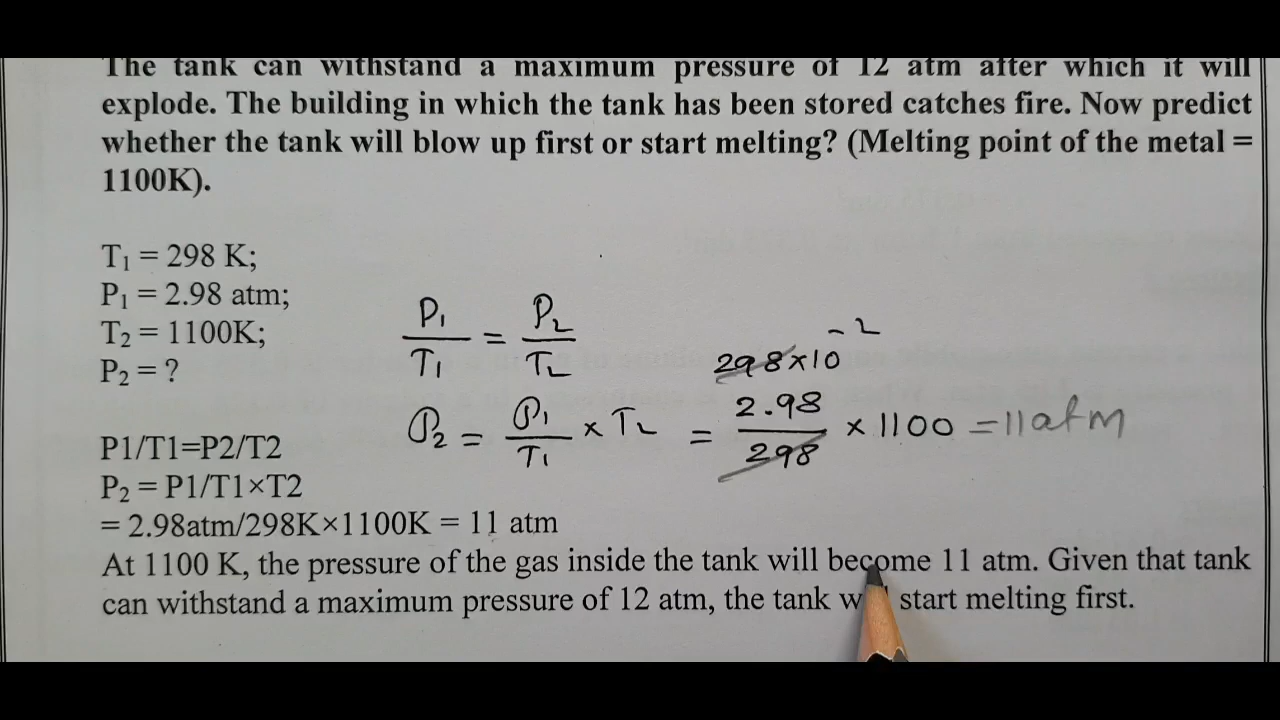 The tank can withstand a maximum pressure of 12 atm after which it will
explode. The building in which the tank has been stored catches fire. Now predict
whether the tank will blow up first or start melting? (Melting point of the metal =
1100K).
T₁ = 298 K;
P₁ = 2.98 atm;
T₂ = 1100K;
P₂ = ?
P₁/T₁ = P₂/T₂
298×10⁻²
P₂ = P₁/T₁ × T₂ = 2.98/298 × 1100 = 11 atm
P1/T1=P2/T2
P₂ = P1/T1×T2
= 2.98atm/298K×1100K = 11 atm
At 1100 K, the pressure of the gas inside the tank will become 11 atm. Given that tank
can withstand a maximum pressure of 12 atm, the tank start melting first.